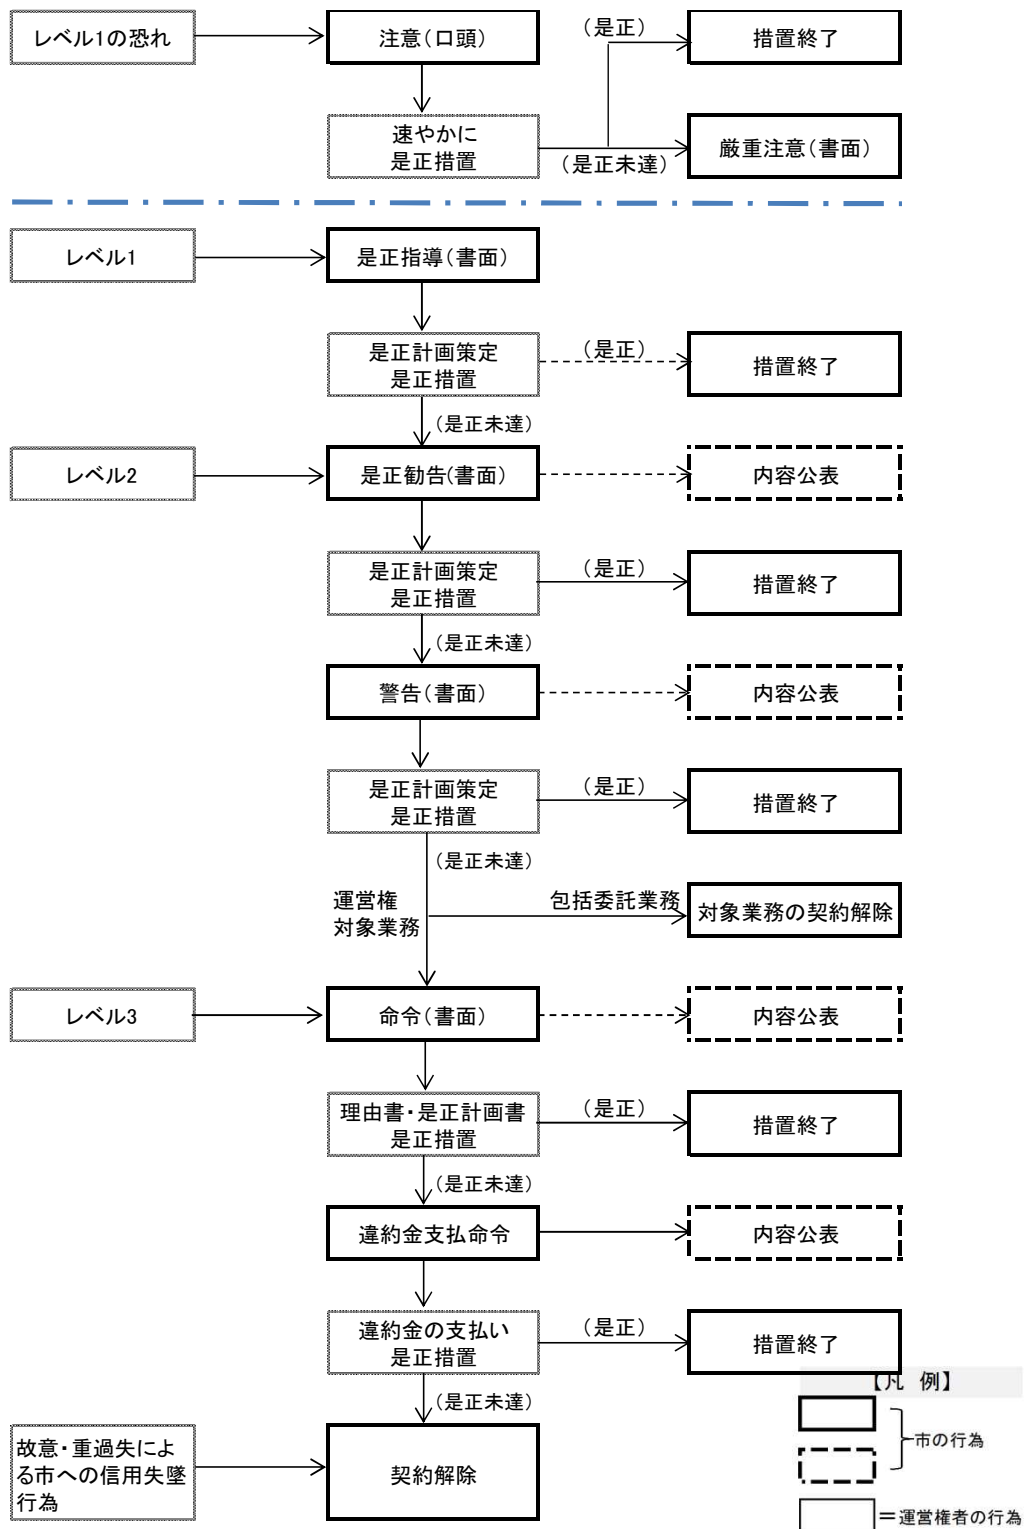 レベル1の恐れ
注意(口頭)
(是正)
措置終了
速やかに
是正措置
(是正未達)
厳重注意(書面)
レベル1
是正指導(書面)
是正計画策定
是正措置
(是正)
措置終了
(是正未達)
レベル2
是正勧告(書面)
内容公表
是正計画策定
是正措置
(是正)
措置終了
(是正未達)
警告(書面)
内容公表
是正計画策定
是正措置
(是正)
措置終了
(是正未達)
運営権
対象業務
包括委託業務
対象業務の契約解除
レベル3
命令(書面)
内容公表
理由書・是正計画書
是正措置
(是正)
措置終了
(是正未達)
違約金支払命令
内容公表
違約金の支払い
是正措置
(是正)
措置終了
(是正未達)
故意・重過失によ
る市への信用失墜
行為
契約解除
【凡 例】
市の行為
=運営権者の行為